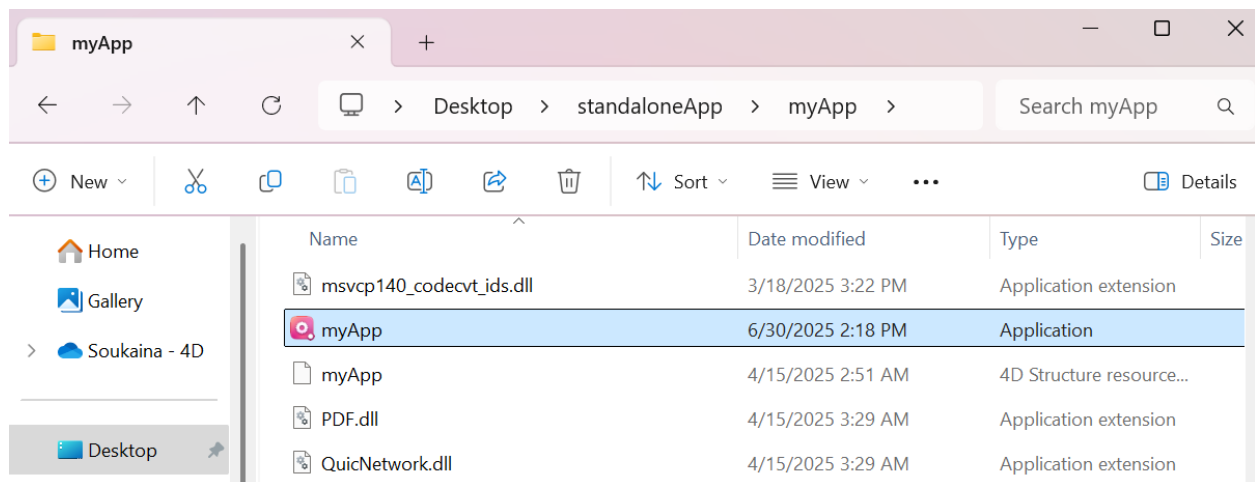 myApp
Desktop > standaloneApp > myApp >
Search myApp
New
Sort
View
Details
Home
Gallery
Soukaina - 4D
Desktop
Name Date modified Type Size
msvcp140_codecvt_ids.dll 3/18/2025 3:22 PM Application extension
myApp 6/30/2025 2:18 PM Application
myApp 4/15/2025 2:51 AM 4D Structure resource...
PDF.dll 4/15/2025 3:29 AM Application extension
QuicNetwork.dll 4/15/2025 3:29 AM Application extension